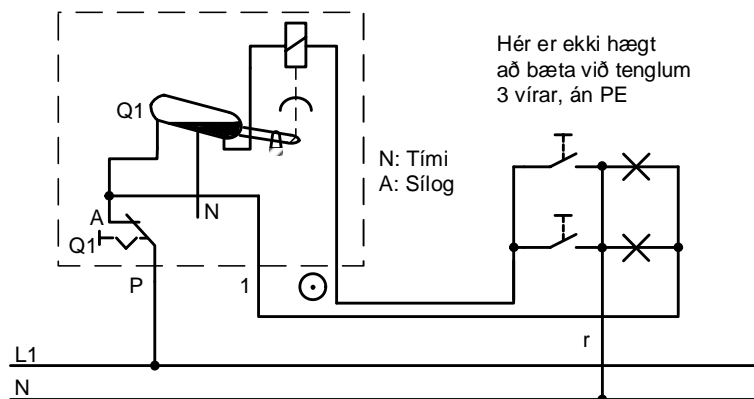 Hér er ekki hægt
að bæta við tenglum
3 vírar, án PE
Q1
N: Tími
A: Sílog
A
N
Q1
P
1
r
L1
N